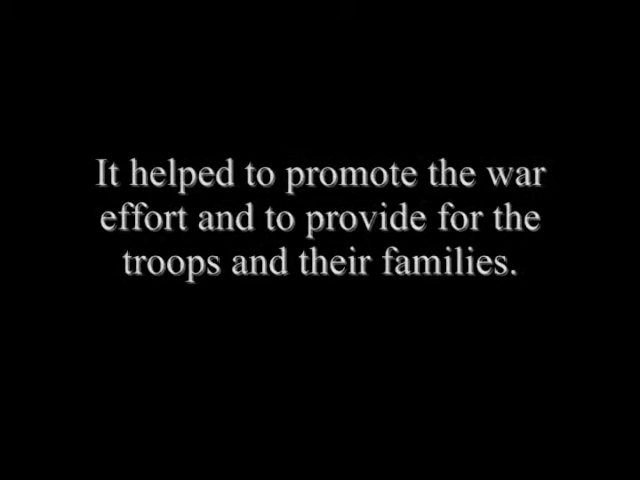 It helped to promote the war
effort and to provide for the
troops and their families.